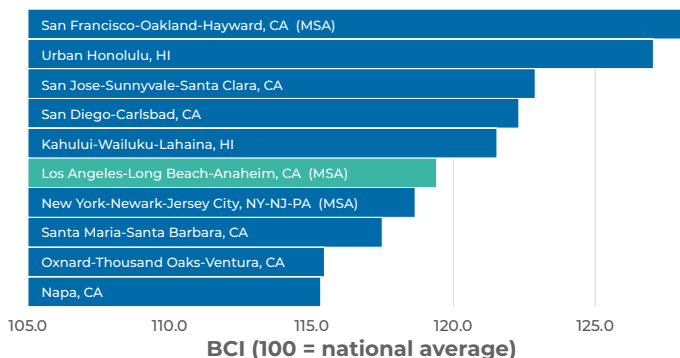 San Francisco-Oakland-Hayward, CA (MSA)
Urban Honolulu, HI
San Jose-Sunnyvale-Santa Clara, CA
San Diego-Carlsbad, CA
Kahului-Wailuku-Lahaina, HI
Los Angeles-Long Beach-Anaheim, CA (MSA)
New York-Newark-Jersey City, NY-NJ-PA (MSA)
Santa Maria-Santa Barbara, CA
Oxnard-Thousand Oaks-Ventura, CA
Napa, CA
105.0 110.0 115.0 120.0 125.0
BCI (100 = national average)